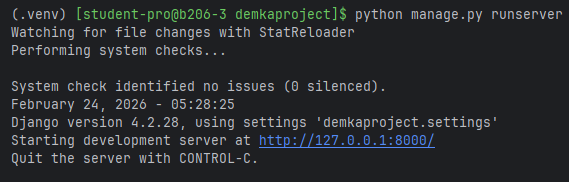 (.venv) [student-pro@b206-3 demkaproject]$ python manage.py runserver
Watching for file changes with StatReloader
Performing system checks...
System check identified no issues (0 silenced).
February 24, 2026 - 05:28:25
Django version 4.2.28, using settings 'demkaproject.settings'
Starting development server at http://127.0.0.1:8000/
Quit the server with CONTROL-C.